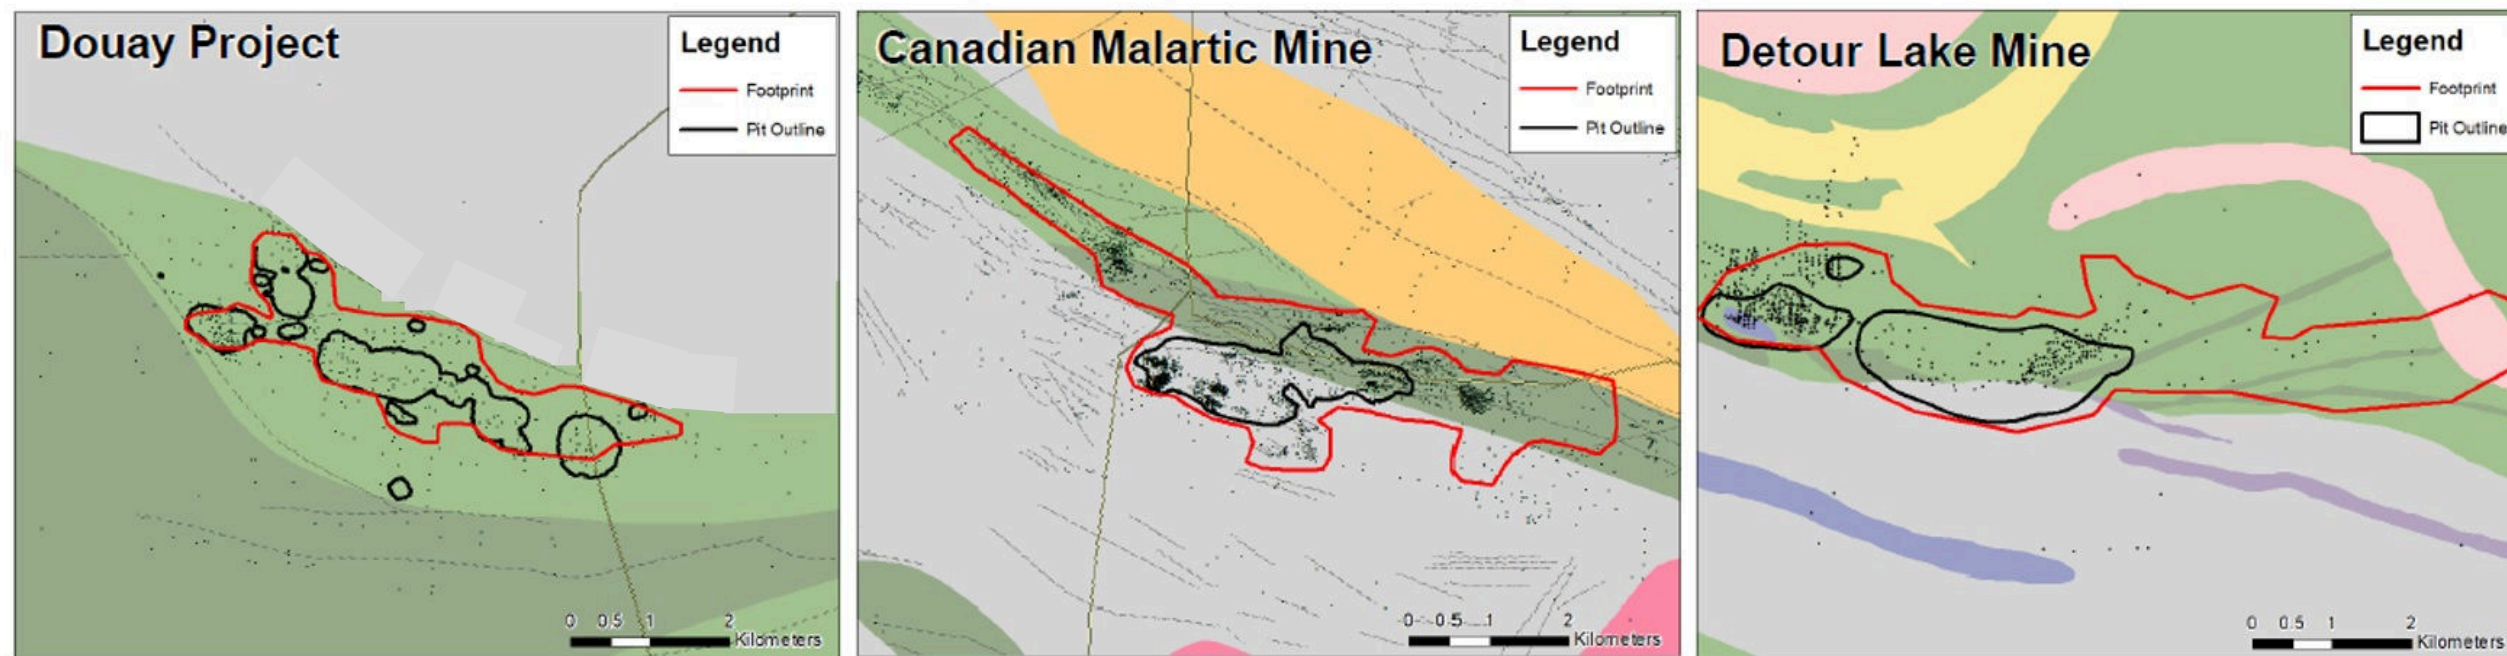 Douay Project
Legend
Footprint
Pit Outline
0 0.5 1 2
Kilometers
Canadian Malartic Mine
Legend
Footprint
Pit Outline
0 0.5 1 2
Kilometers
Detour Lake Mine
Legend
Footprint
Pit Outline
0 0.5 1 2
Kilometers